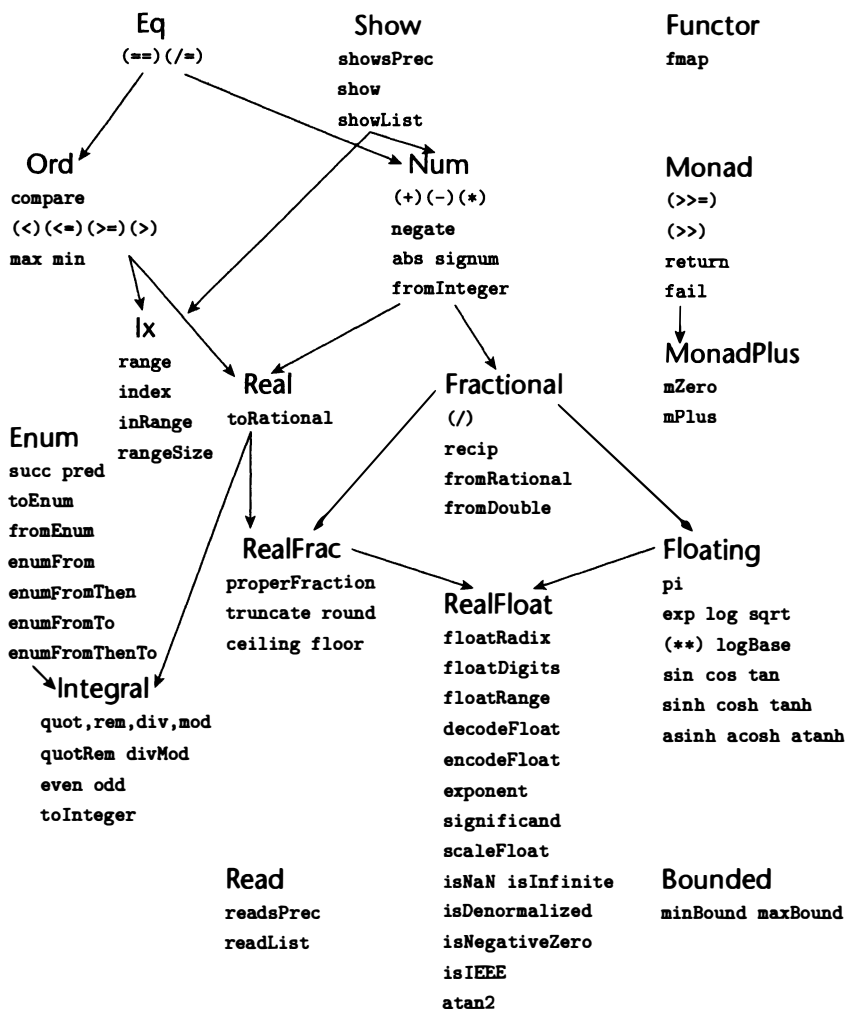 Eq
(==)(/=)
Show
showsPrec
show
showList
Functor
fmap
Ord
compare
(<)(<=)(>=)(>)
max min
Num
(+)(-)(*)
negate
abs signum
fromInteger
Monad
(>>=)
(>>)
return
fail
Ix
range
index
inRange
rangeSize
Real
toRational
Fractional
(/)
recip
fromRational
fromDouble
MonadPlus
mZero
mPlus
Enum
succ pred
toEnum
fromEnum
enumFrom
enumFromThen
enumFromTo
enumFromThenTo
RealFrac
properFraction
truncate round
ceiling floor
Floating
pi
exp log sqrt
(**) logBase
sin cos tan
sinh cosh tanh
asinh acosh atanh
RealFloat
floatRadix
floatDigits
floatRange
decodeFloat
encodeFloat
exponent
significand
scaleFloat
isNaN isInfinite
isDenormalized
isNegativeZero
isIEEE
atan2
Integral
quot,rem,div,mod
quotRem divMod
even odd
toInteger
Read
readsPrec
readList
Bounded
minBound maxBound